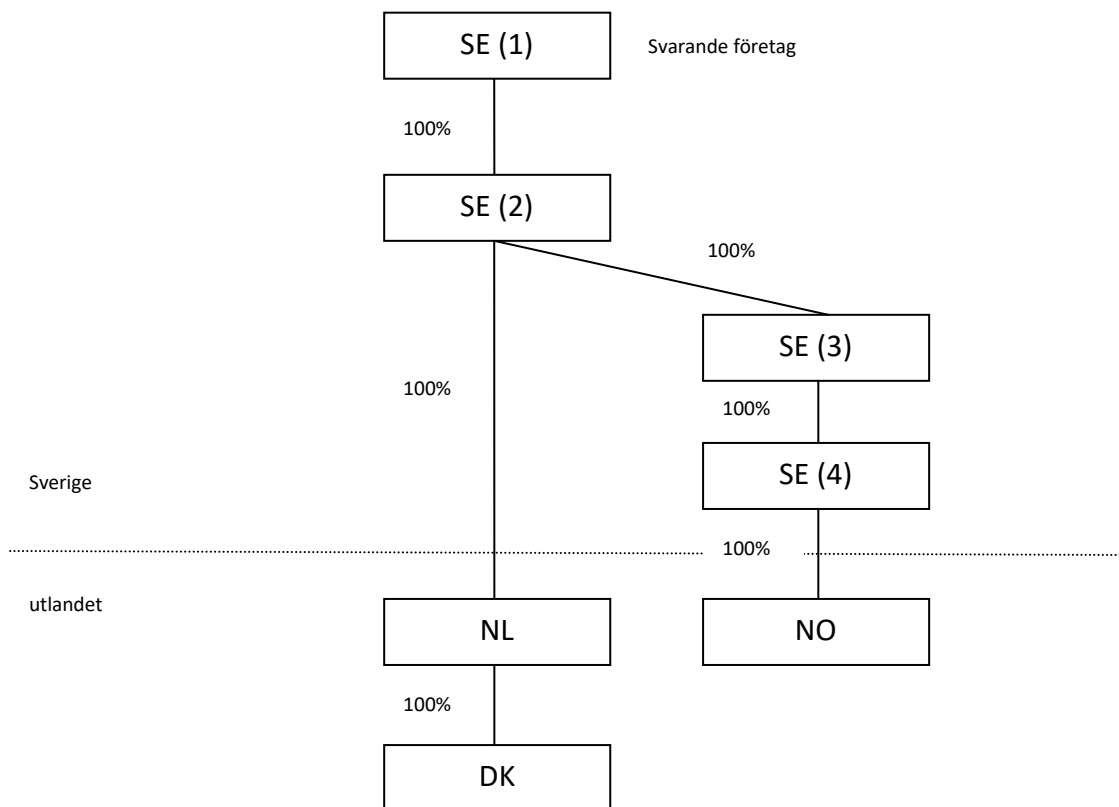 SE (1)
Svarande företag
100%
SE (2)
100%
SE (3)
100%
100%
SE (4)
Sverige
100%
utlandet
NL
NO
100%
DK